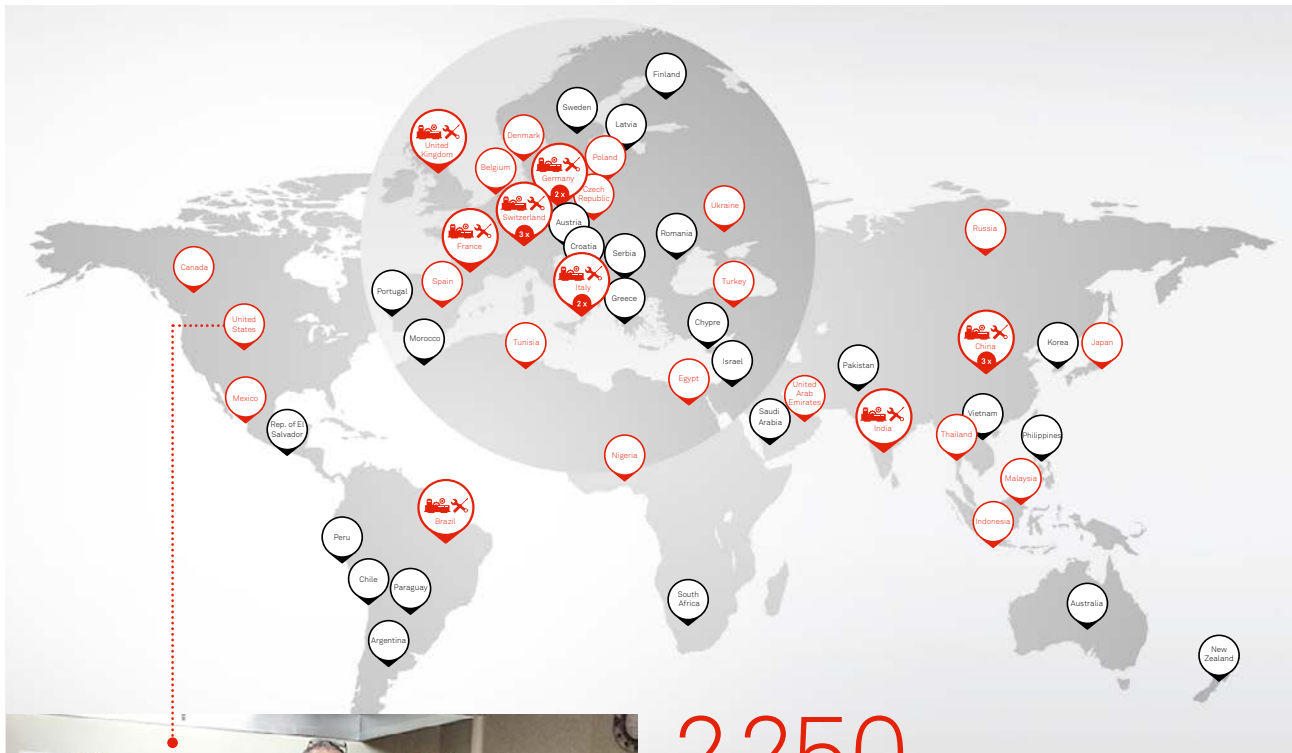 Finland
Sweden
Latvia
Denmark
United
Kingdom
Poland
Belgium
Germany
2 x
Czech
Republic
Switzerland
3 x
Ukraine
Austria
Russia
Romania
France
Croatia
Serbia
Canada
Spain
Turkey
Portugal
Italy
2 x
Greece
United
States
Chypre
Morocco
Tunisia
China
3 x
Korea
Japan
Israel
Pakistan
Egypt
United
Arab
Emirates
Mexico
Saudi
Arabia
Vietnam
Rep. of El
Salvador
India
Thailand
Philippines
Nigeria
Malaysia
Brazil
Indonesia
Peru
Chile
Paraguay
South
Africa
Australia
Argentina
New
Zealand
2 250